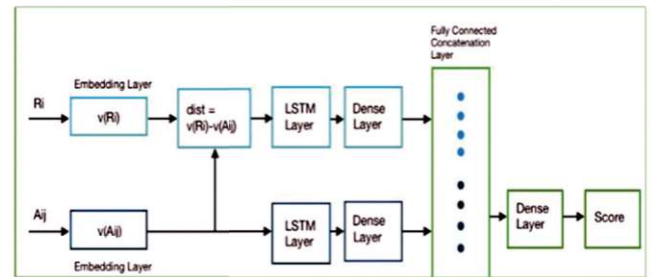 Fully Connected
Concatenation
Layer
Embedding Layer
Ri
v(Ri)
dist =
v(Ri)-v(Aij)
LSTM
Layer
Dense
Layer
Aij
v(Aij)
LSTM
Layer
Dense
Layer
Dense
Layer
Score
Embedding Layer